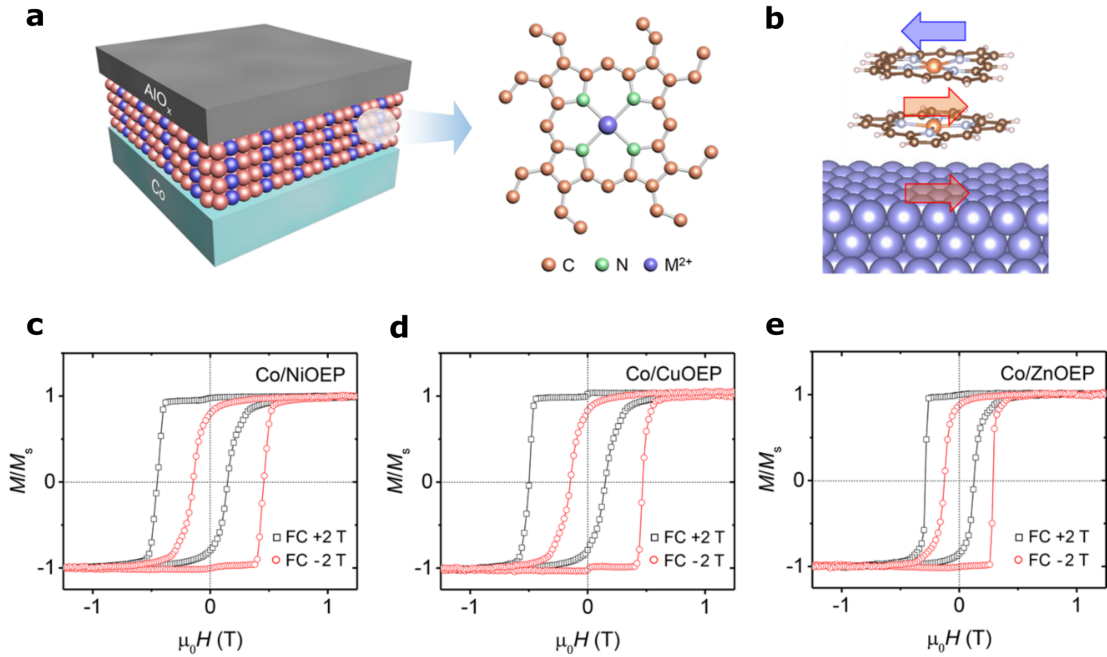 a
AlOₓ
Co
C N M²⁺
b
c
Co/NiOEP
M/Mₛ
1
0
-1
FC +2 T
FC -2 T
-1 0 1
μ₀H (T)
d
Co/CuOEP
M/Mₛ
1
0
-1
FC +2 T
FC -2 T
-1 0 1
μ₀H (T)
e
Co/ZnOEP
M/Mₛ
1
0
-1
FC +2 T
FC -2 T
-1 0 1
μ₀H (T)